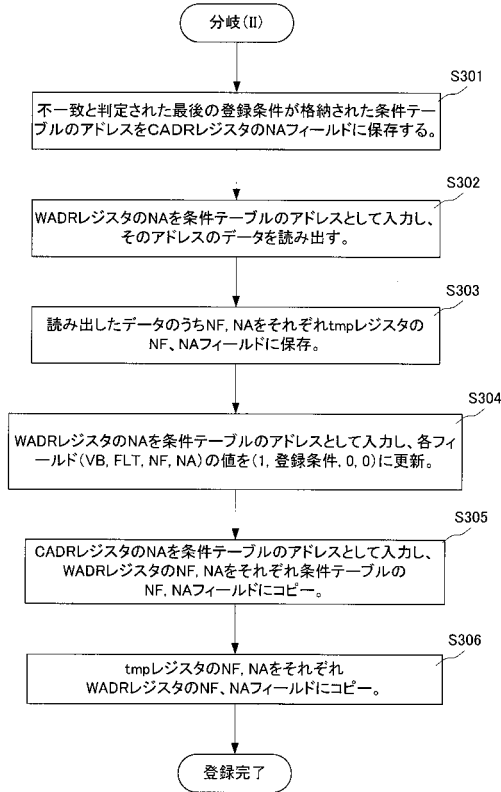 分岐(II)
S301
不一致と判定された最後の登録条件が格納された条件テー
ブルのアドレスをCADRレジスタのNAフィールドに保存する。
S302
WADRレジスタのNAを条件テーブルのアドレスとして入力し、
そのアドレスのデータを読み出す。
S303
読み出したデータのうちNF, NAをそれぞれtmpレジスタの
NF、NAフィールドに保存。
S304
WADRレジスタのNAを条件テーブルのアドレスとして入力し、各フィ
ールド(VB, FLT, NF, NA)の値を(1, 登録条件, 0, 0)に更新。
S305
CADRレジスタのNAを条件テーブルのアドレスとして入力し、
WADRレジスタのNF, NAをそれぞれ条件テーブルの
NF, NAフィールドにコピー。
S306
tmpレジスタのNF, NAをそれぞれ
WADRレジスタのNF、NAフィールドにコピー。
登録完了